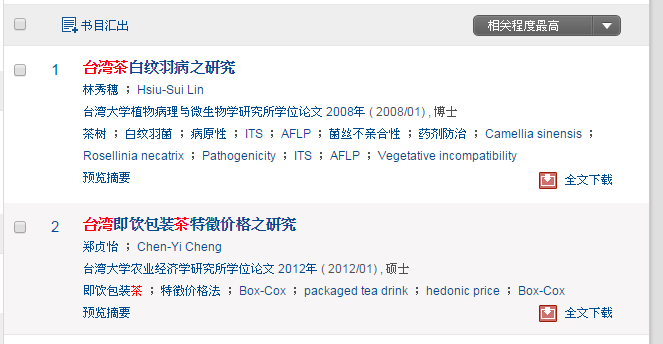 书目汇出
相关程度最高
1 台湾茶白纹羽病之研究
林秀穗 ； Hsiu-Sui Lin
台湾大学植物病理与微生物学研究所学位论文 2008年 ( 2008/01) , 博士
茶树 ； 白纹羽菌 ； 病原性 ； ITS ； AFLP ； 菌丝不亲合性 ； 药剂防治 ； Camellia sinensis ；
Rosellinia necatrix ； Pathogenicity ； ITS ； AFLP ； Vegetative incompatibility
预览摘要
全文下载
2 台湾即饮包装茶特徵价格之研究
郑贞怡 ； Chen-Yi Cheng
台湾大学农业经济学研究所学位论文 2012年 ( 2012/01) , 硕士
即饮包装茶 ； 特徵价格法 ； Box-Cox ； packaged tea drink ； hedonic price ； Box-Cox
预览摘要
全文下载